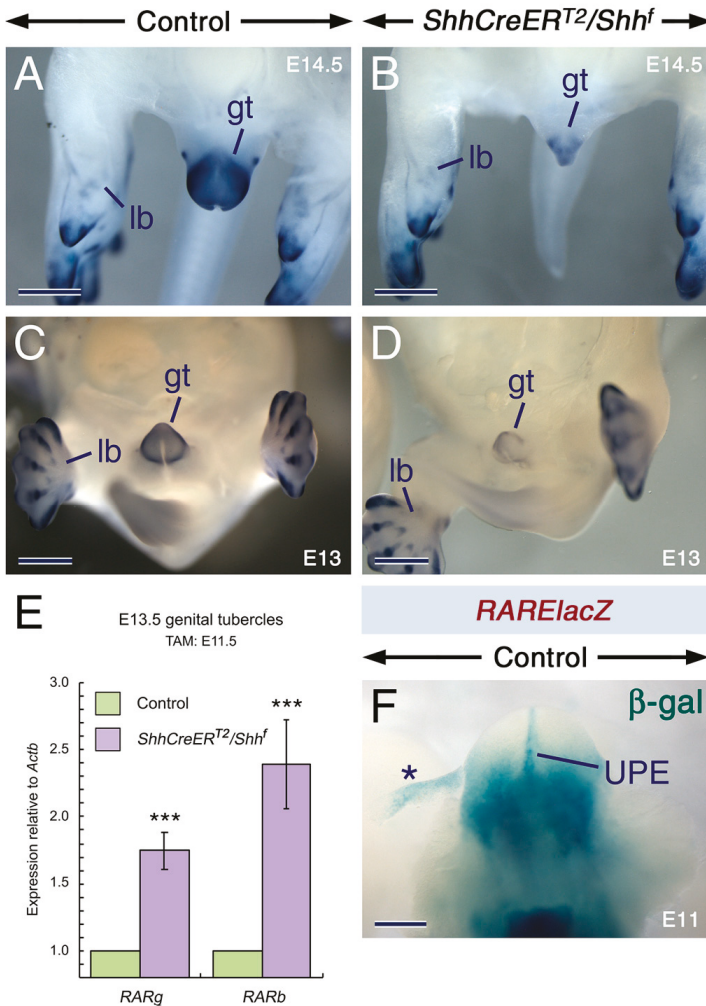 Control
ShhCreERT2/Shhf
A
E14.5
gt
lb
B
E14.5
gt
lb
C
gt
lb
E13
D
gt
lb
E13
E
E13.5 genital tubercles
TAM: E11.5
Expression relative to Actb
3.0
2.5
2.0
1.5
1.0
Control
ShhCreERT2/Shhf
***
***
RARg
RARb
RARElacZ
Control
F
β-gal
*
UPE
E11